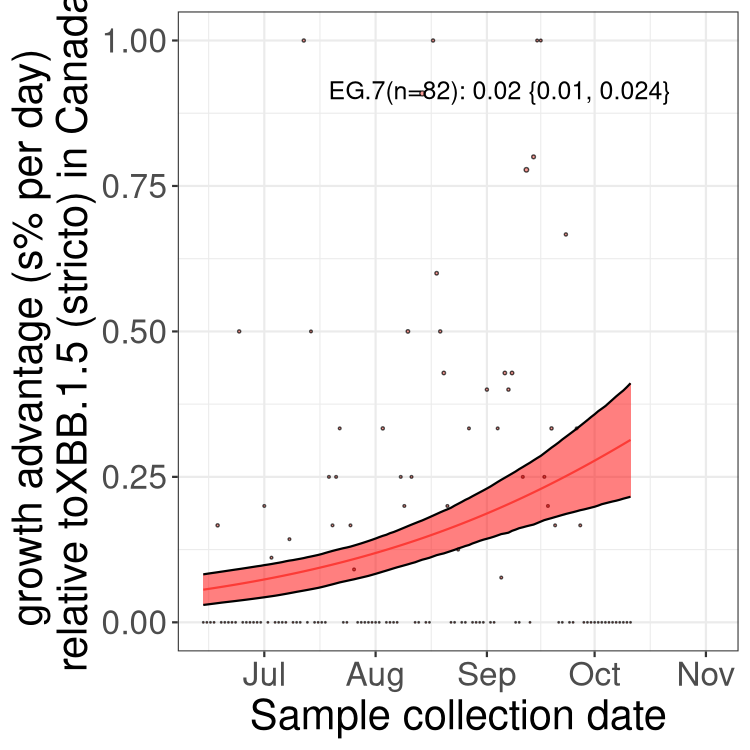 growth advantage (s% per day)
relative toXBB.1.5 (stricto) in Canada
1.00
0.75
0.50
0.25
0.00
EG.7(n=82): 0.02 {0.01, 0.024}
Jul Aug Sep Oct Nov
Sample collection date